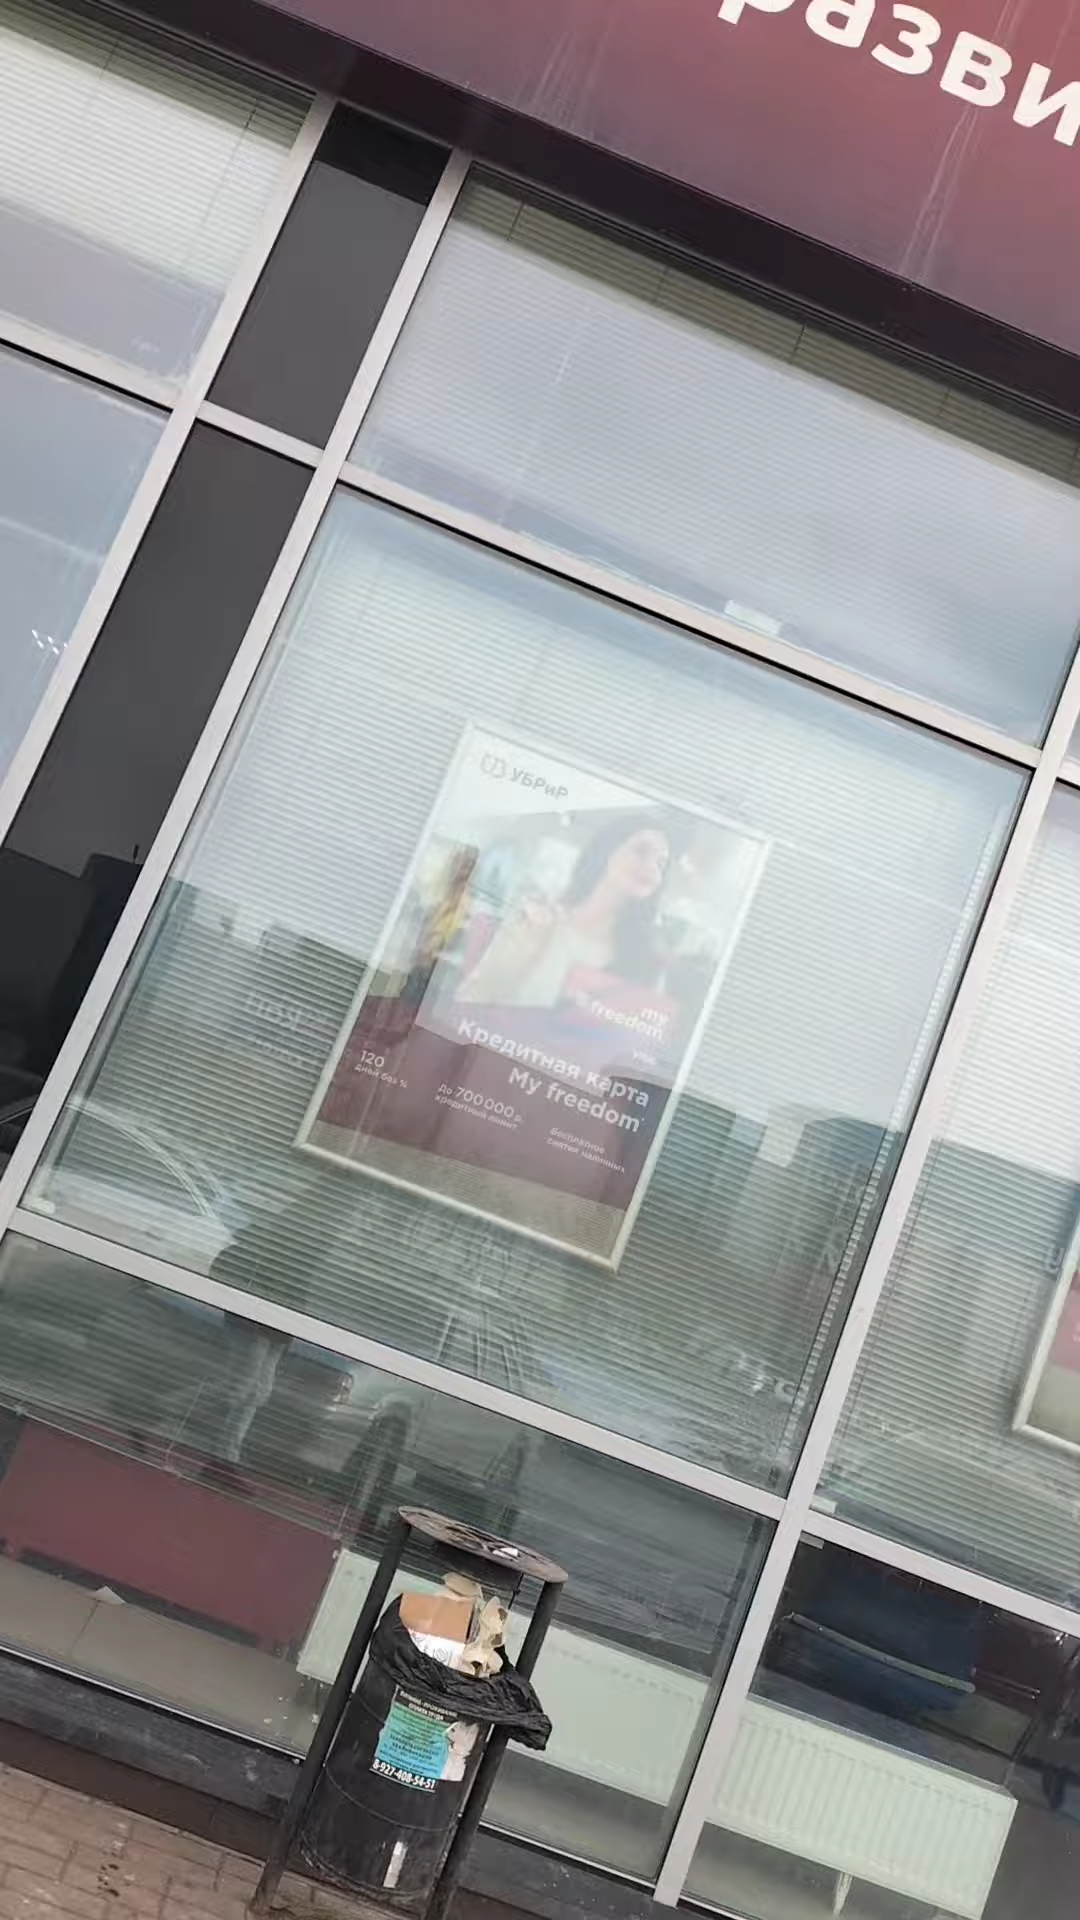 разви
УБРиР
my
freedom
Кредитная карта
My freedom
120
дней без %
До 700 000 р.
кредитный лимит
Бесплатное
снятие наличных
8-927-408-54-51